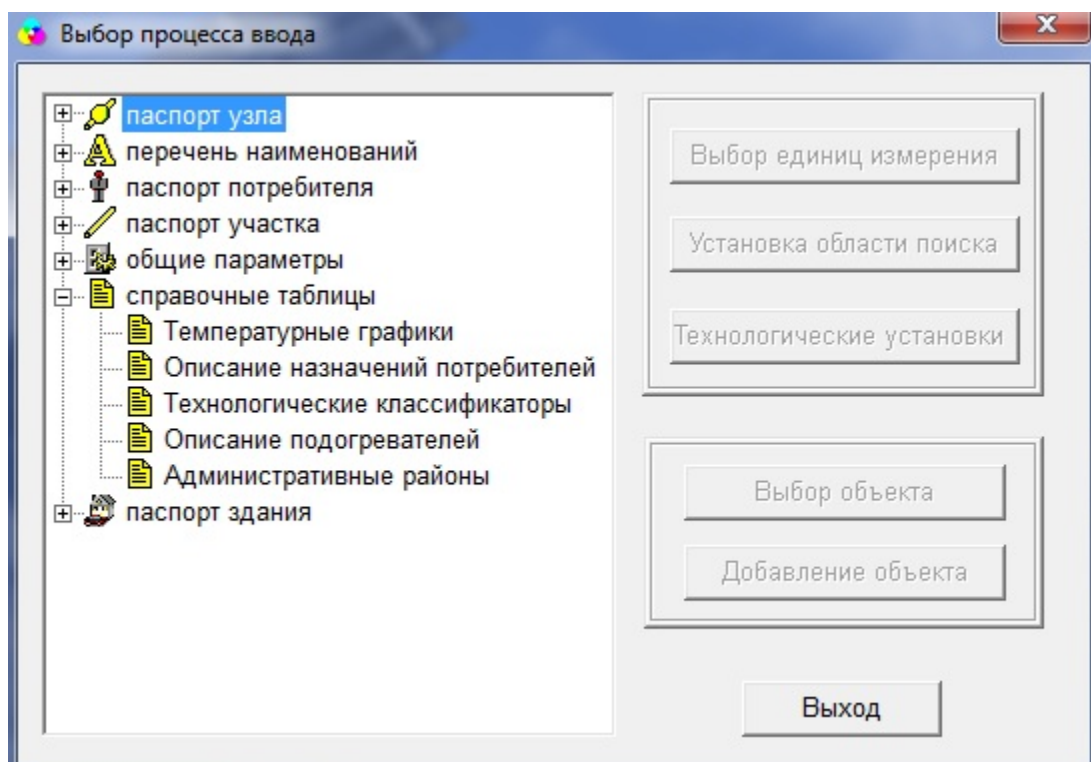 Выбор процесса ввода
паспорт узла
перечень наименований
паспорт потребителя
паспорт участка
общие параметры
справочные таблицы
Температурные графики
Описание назначений потребителей
Технологические классификаторы
Описание подогревателей
Административные районы
паспорт здания
Выбор единиц измерения
Установка области поиска
Технологические установки
Выбор объекта
Добавление объекта
Выход